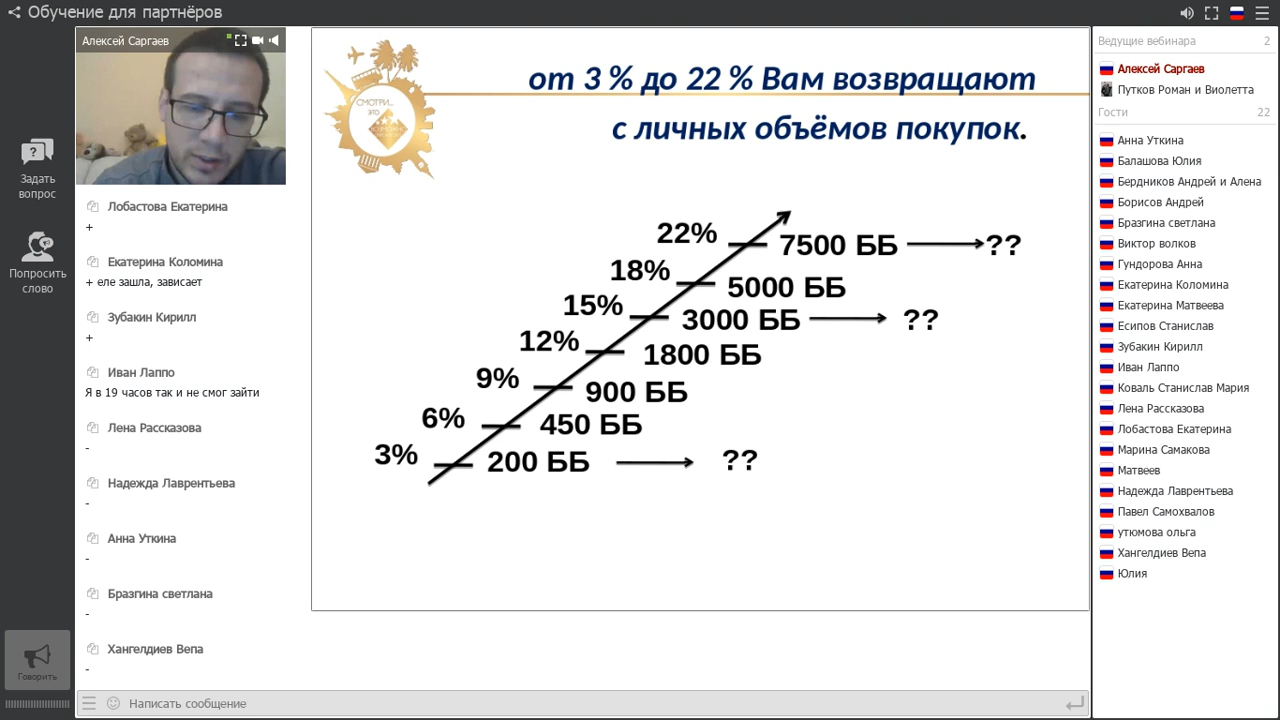 Обучение для партнёров
Алексей Саргаев
Задать
вопрос
Попросить
слово
Говорить
Лобастова Екатерина
+
Екатерина Коломина
+ еле зашла, зависает
Зубакин Кирилл
+
Иван Лаппо
Я в 19 часов так и не смог зайти
Лена Рассказова
-
Надежда Лаврентьева
-
Анна Уткина
-
Бразгина светлана
-
Хангелдиев Вепа
-
Написать сообщение
СМОТРИ...
ЭТО
от 3 % до 22 % Вам возвращают
с личных объёмов покупок.
22% 7500 ББ ??
18% 5000 ББ
15% 3000 ББ ??
12% 1800 ББ
9% 900 ББ
6% 450 ББ
3% 200 ББ ??
Ведущие вебинара 2
Алексей Саргаев
Путков Роман и Виолетта
Гости 22
Анна Уткина
Балашова Юлия
Бердников Андрей и Алена
Борисов Андрей
Бразгина светлана
Виктор волков
Гундорова Анна
Екатерина Коломина
Екатерина Матвеева
Есипов Станислав
Зубакин Кирилл
Иван Лаппо
Коваль Станислав Мария
Лена Рассказова
Лобастова Екатерина
Марина Самакова
Матвеев
Надежда Лаврентьева
Павел Самохвалов
утюмова ольга
Хангелдиев Вепа
Юлия